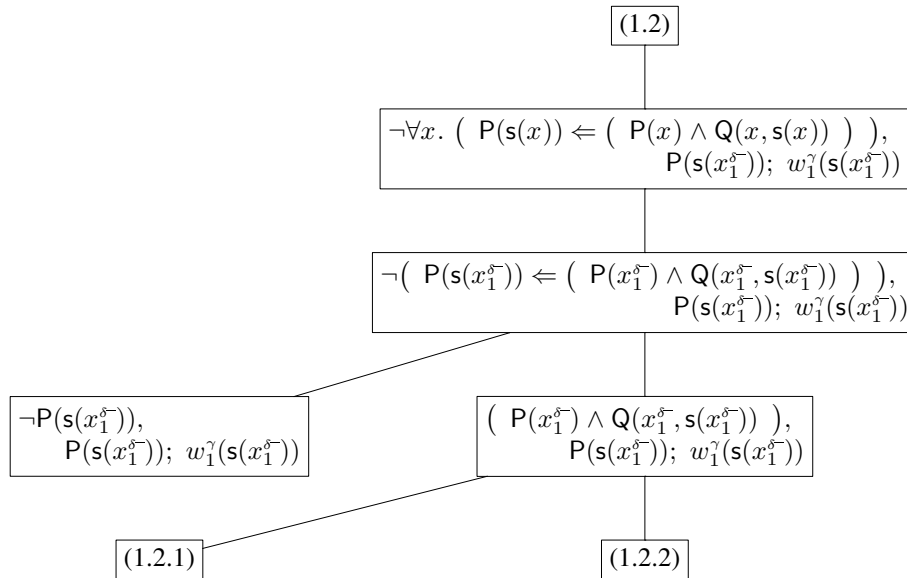 (1.2)
¬∀x. ( P(s(x)) ⇐ ( P(x) ∧ Q(x, s(x)) ) ),
P(s(x₁^δ⁻)); w₁^γ(s(x₁^δ⁻))
¬( P(s(x₁^δ⁻)) ⇐ ( P(x₁^δ⁻) ∧ Q(x₁^δ⁻, s(x₁^δ⁻)) ) ),
P(s(x₁^δ⁻)); w₁^γ(s(x₁^δ⁻))
¬P(s(x₁^δ⁻)),
P(s(x₁^δ⁻)); w₁^γ(s(x₁^δ⁻))
( P(x₁^δ⁻) ∧ Q(x₁^δ⁻, s(x₁^δ⁻)) ),
P(s(x₁^δ⁻)); w₁^γ(s(x₁^δ⁻))
(1.2.1)
(1.2.2)